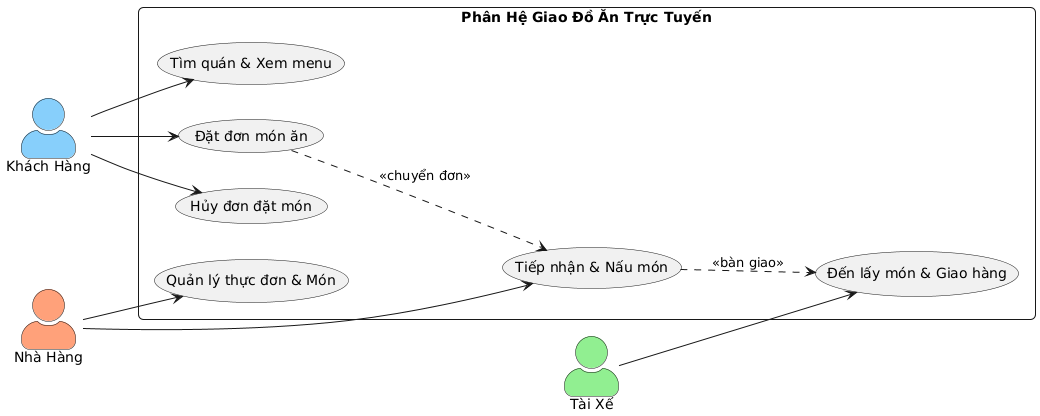 Phân Hệ Giao Đồ Ăn Trực Tuyến
Tìm quán & Xem menu
Đặt đơn món ăn
Khách Hàng
«chuyển đơn»
Hủy đơn đặt món
Quản lý thực đơn & Món
Tiếp nhận & Nấu món
«bàn giao»
Đến lấy món & Giao hàng
Nhà Hàng
Tài Xế